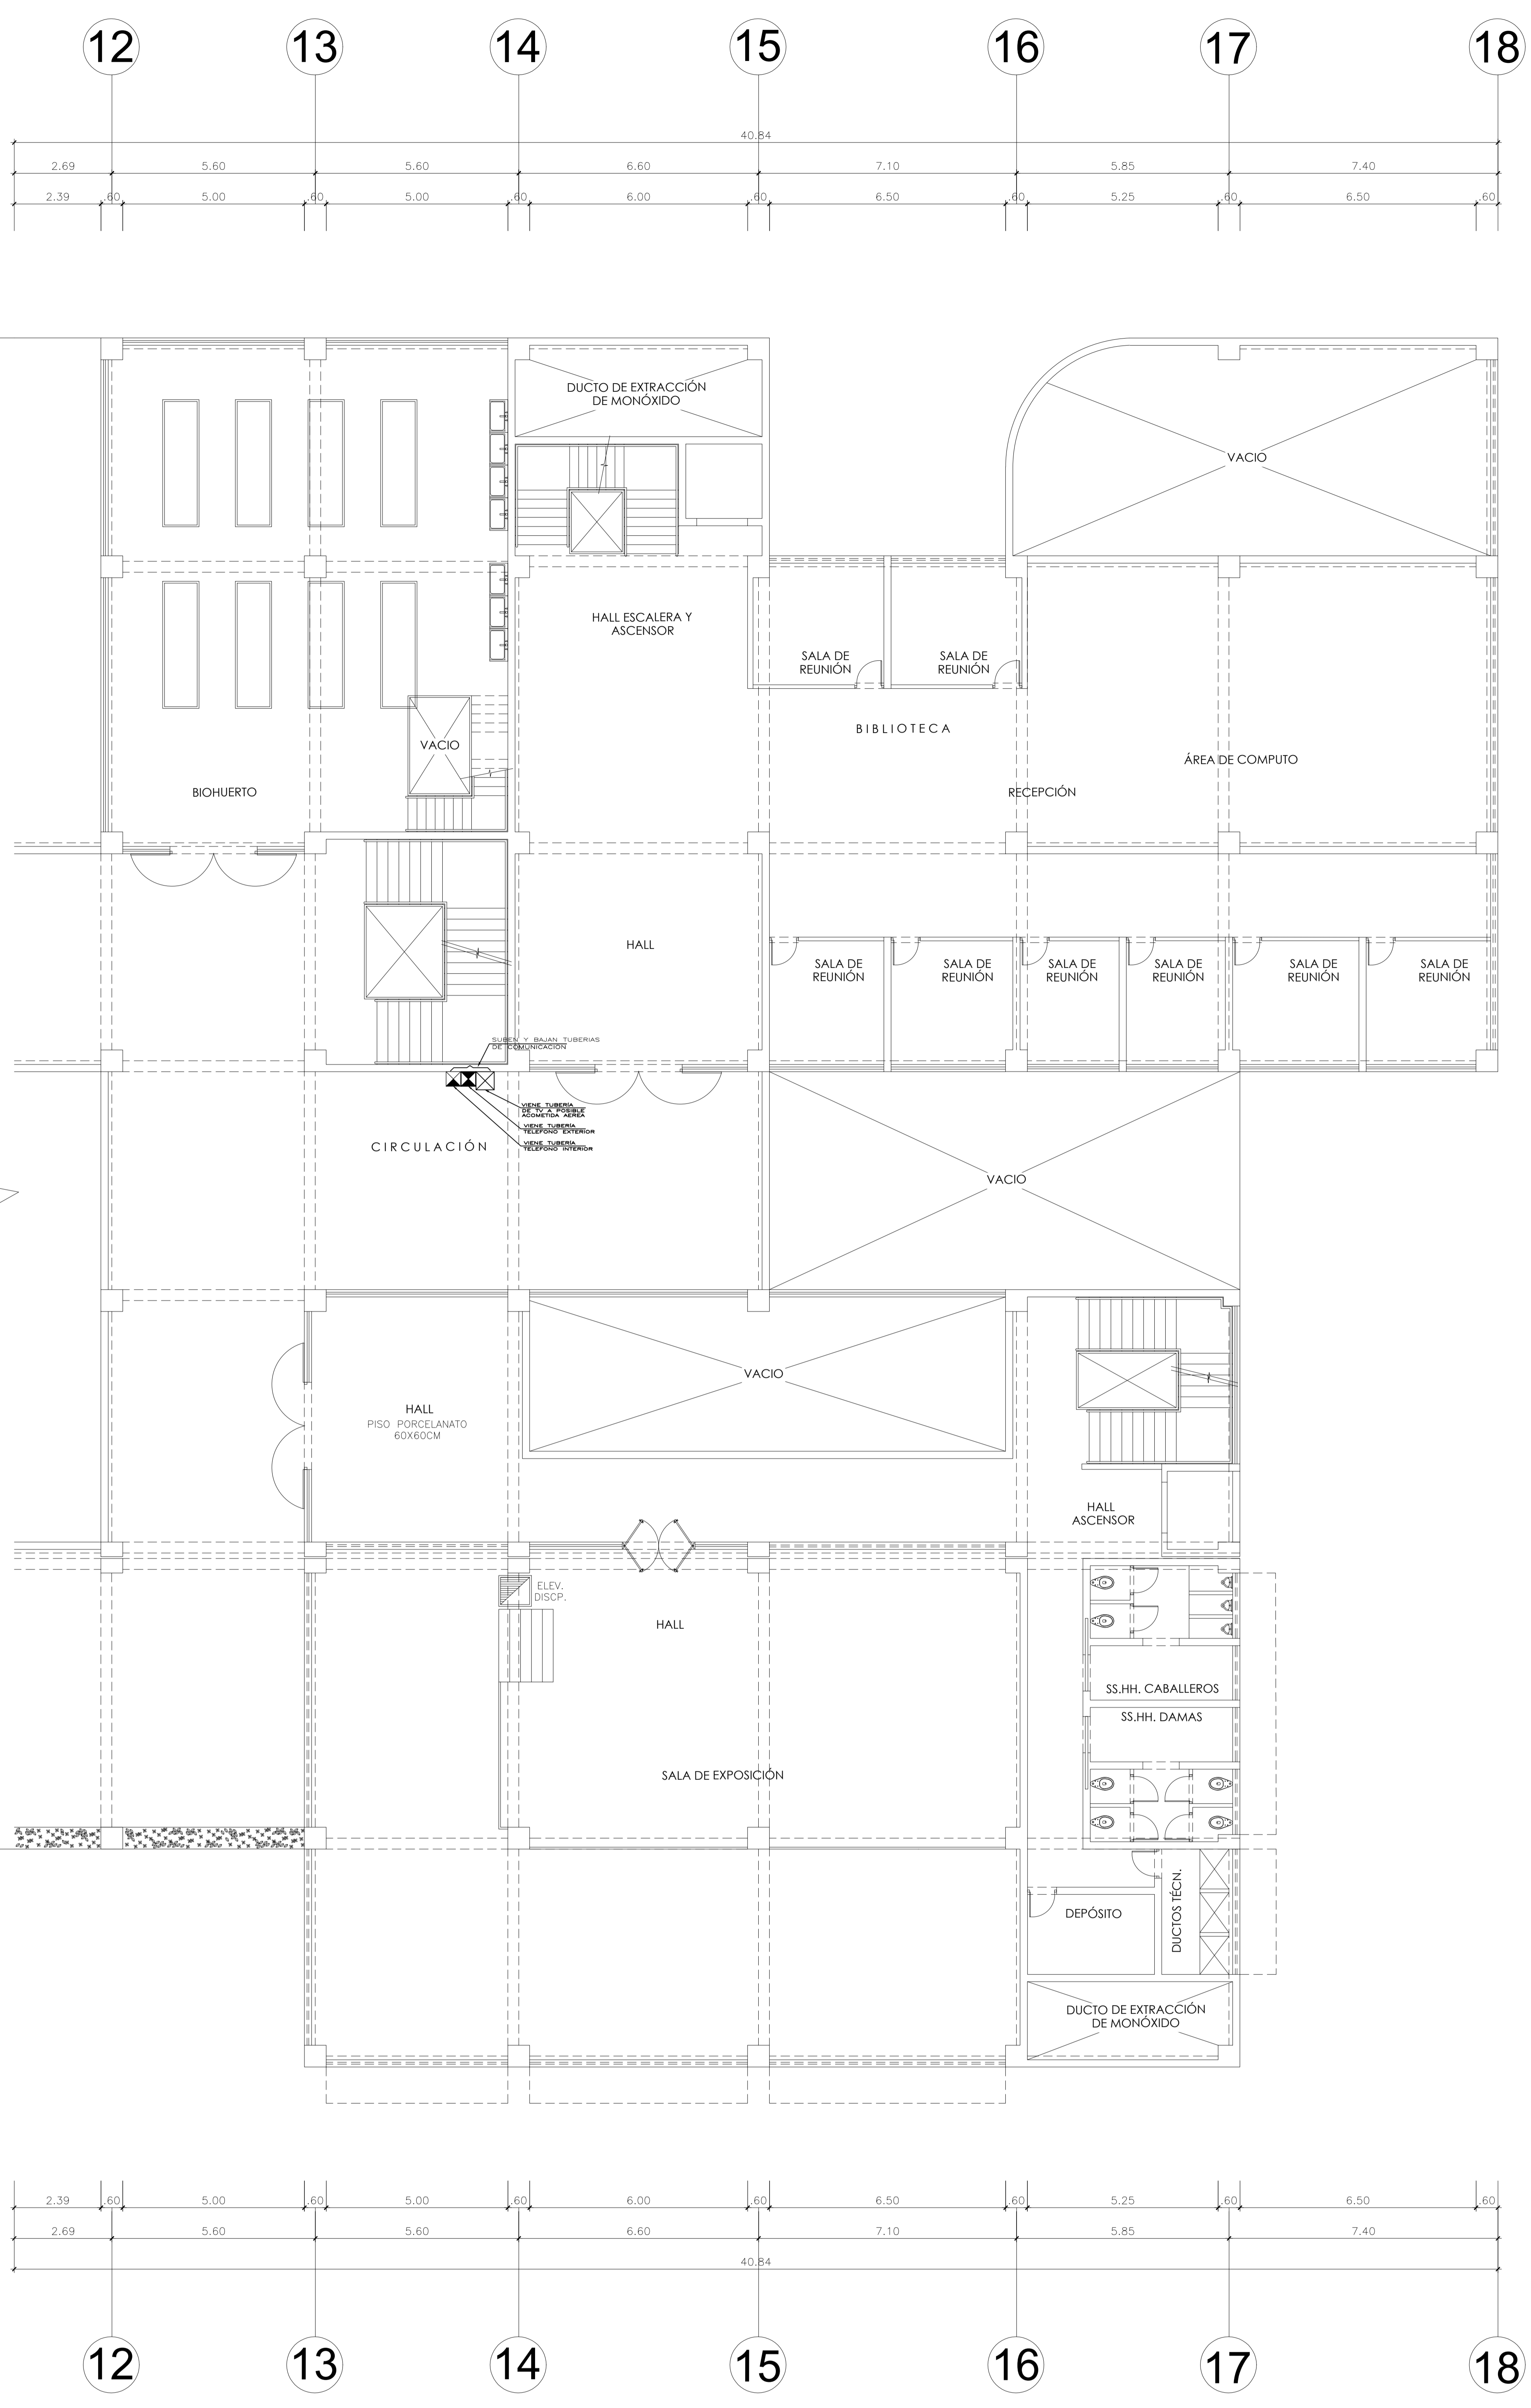 12 13 14 15 16 17 18
40.84
2.69 5.60 5.60 6.60 7.10 5.85 7.40
2.39 .60 5.00 .60 5.00 .60 6.00 .60 6.50 .60 5.25 .60 6.50 .60
DUCTO DE EXTRACCIÓN
DE MONÓXIDO
VACIO
HALL ESCALERA Y
ASCENSOR
SALA DE
REUNIÓN
SALA DE
REUNIÓN
BIBLIOTECA
VACIO
ÁREA DE COMPUTO
BIOHUERTO
RECEPCIÓN
HALL
SALA DE
REUNIÓN
SALA DE
REUNIÓN
SALA DE
REUNIÓN
SALA DE
REUNIÓN
SALA DE
REUNIÓN
SALA DE
REUNIÓN
SUBEN Y BAJAN TUBERIAS
DE COMUNICACIÓN
VIENE TUBERÍA
DE TV A POSIBLE
ACOMETIDA AEREA
VIENE TUBERÍA
TELEFONO EXTERIOR
VIENE TUBERÍA
TELEFONO INTERIOR
CIRCULACIÓN
VACIO
VACIO
HALL
PISO PORCELANATO
60X60CM
HALL
ASCENSOR
ELEV.
DISCP.
HALL
SS.HH. CABALLEROS
SS.HH. DAMAS
SALA DE EXPOSICIÓN
DEPÓSITO
DUCTOS TÉCN.
DUCTO DE EXTRACCIÓN
DE MONÓXIDO
2.39 .60 5.00 .60 5.00 .60 6.00 .60 6.50 .60 5.25 .60 6.50 .60
2.69 5.60 5.60 6.60 7.10 5.85 7.40
40.84
12 13 14 15 16 17 18